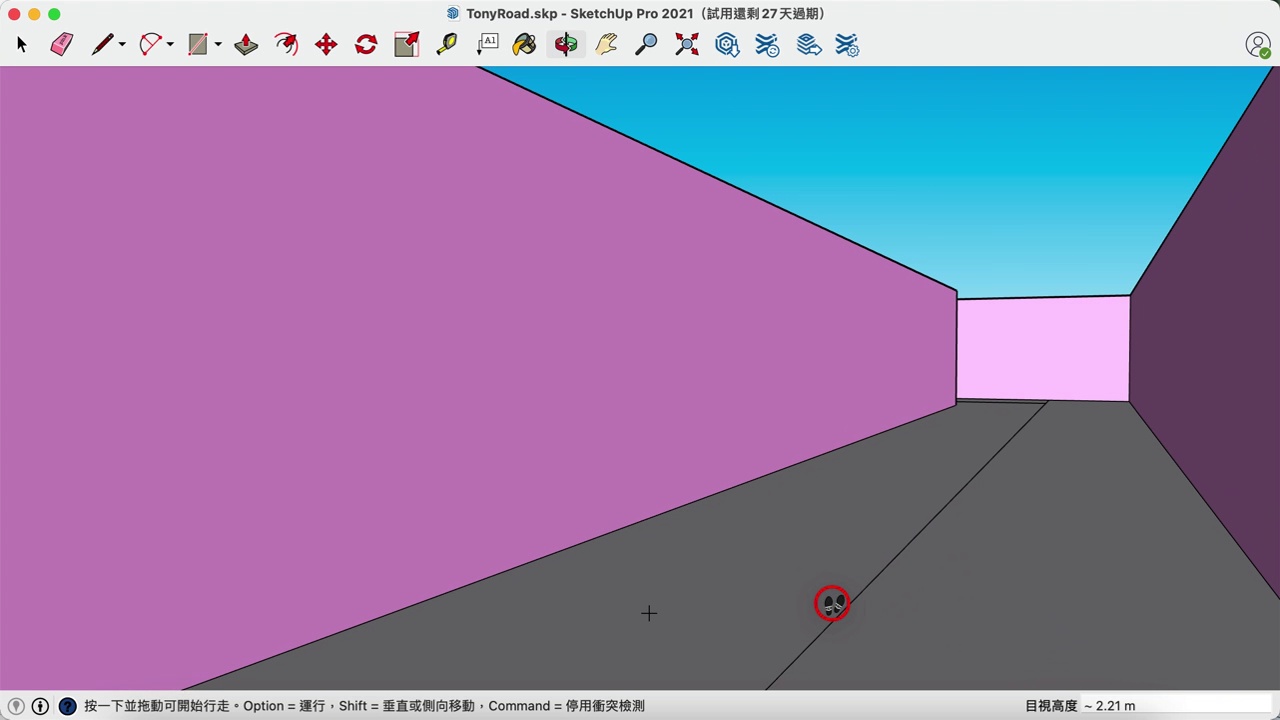 TonyRoad.skp - SketchUp Pro 2021（試用還剩 27 天過期）
A1
按一下並拖動可開始行走。Option = 運行，Shift = 垂直或側向移動，Command = 停用衝突檢測
目視高度 ~ 2.21 m